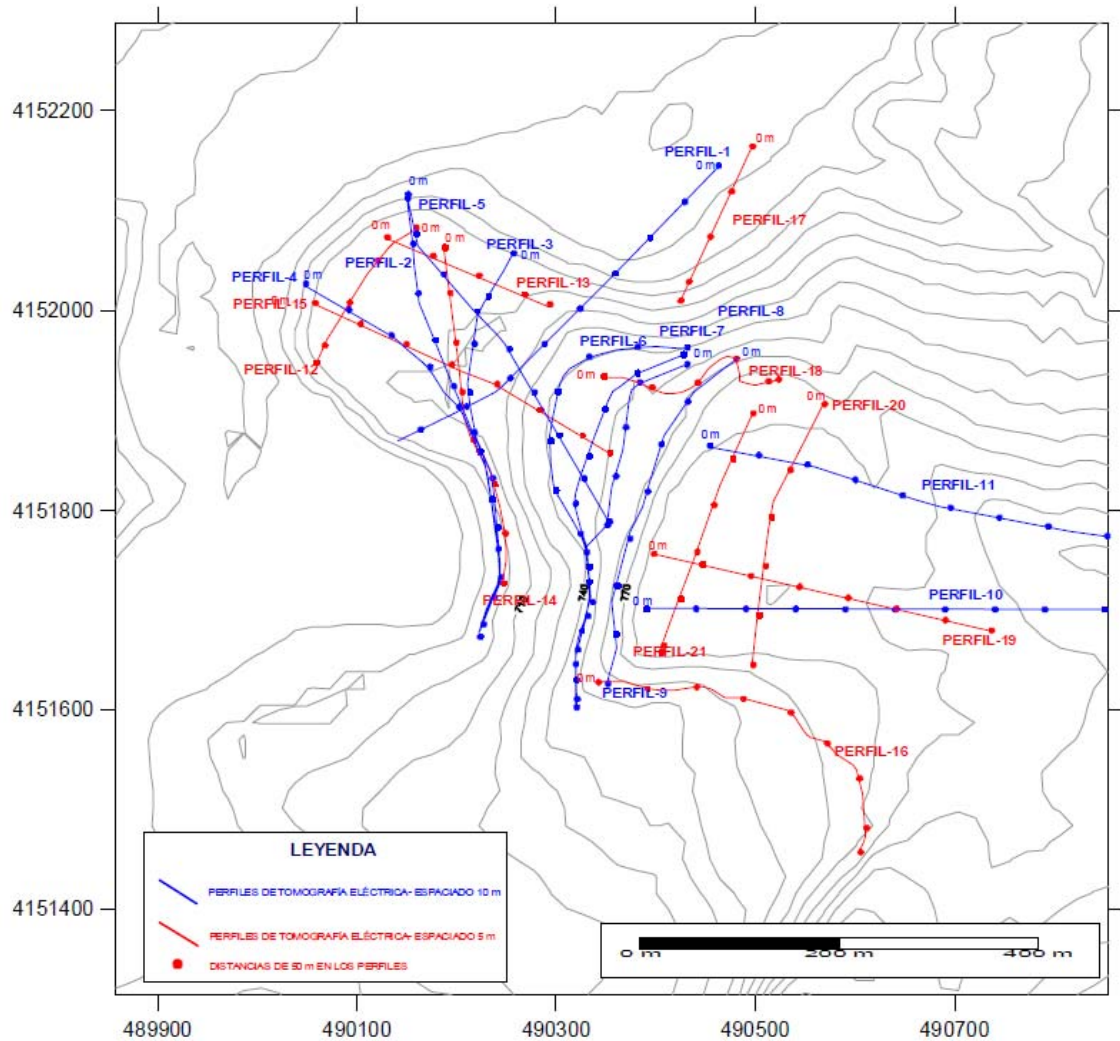 4152200
4152000
4151800
4151600
4151400
489900
490100
490300
490500
490700
PERFIL-1
0 m
0 m
PERFIL-17
0 m
PERFIL-5
0 m
0 m
0 m
PERFIL-3
0 m
PERFIL-4
0 m
PERFIL-2
PERFIL-13
PERFIL-15
PERFIL-12
PERFIL-8
PERFIL-7
PERFIL-6
0 m
0 m
0 m
PERFIL-18
0 m
PERFIL-20
0 m
0 m
PERFIL-11
0 m
PERFIL-14
740
770
0 m
PERFIL-10
PERFIL-19
PERFIL-21
0 m
PERFIL-9
PERFIL-16
LEYENDA
PERFILES DE TOMOGRAFÍA ELÉCTRICA- ESPACIADO 10 m
PERFILES DE TOMOGRAFÍA ELÉCTRICA- ESPACIADO 5 m
DISTANCIAS DE 50 m EN LOS PERFILES
0 m
200 m
400 m